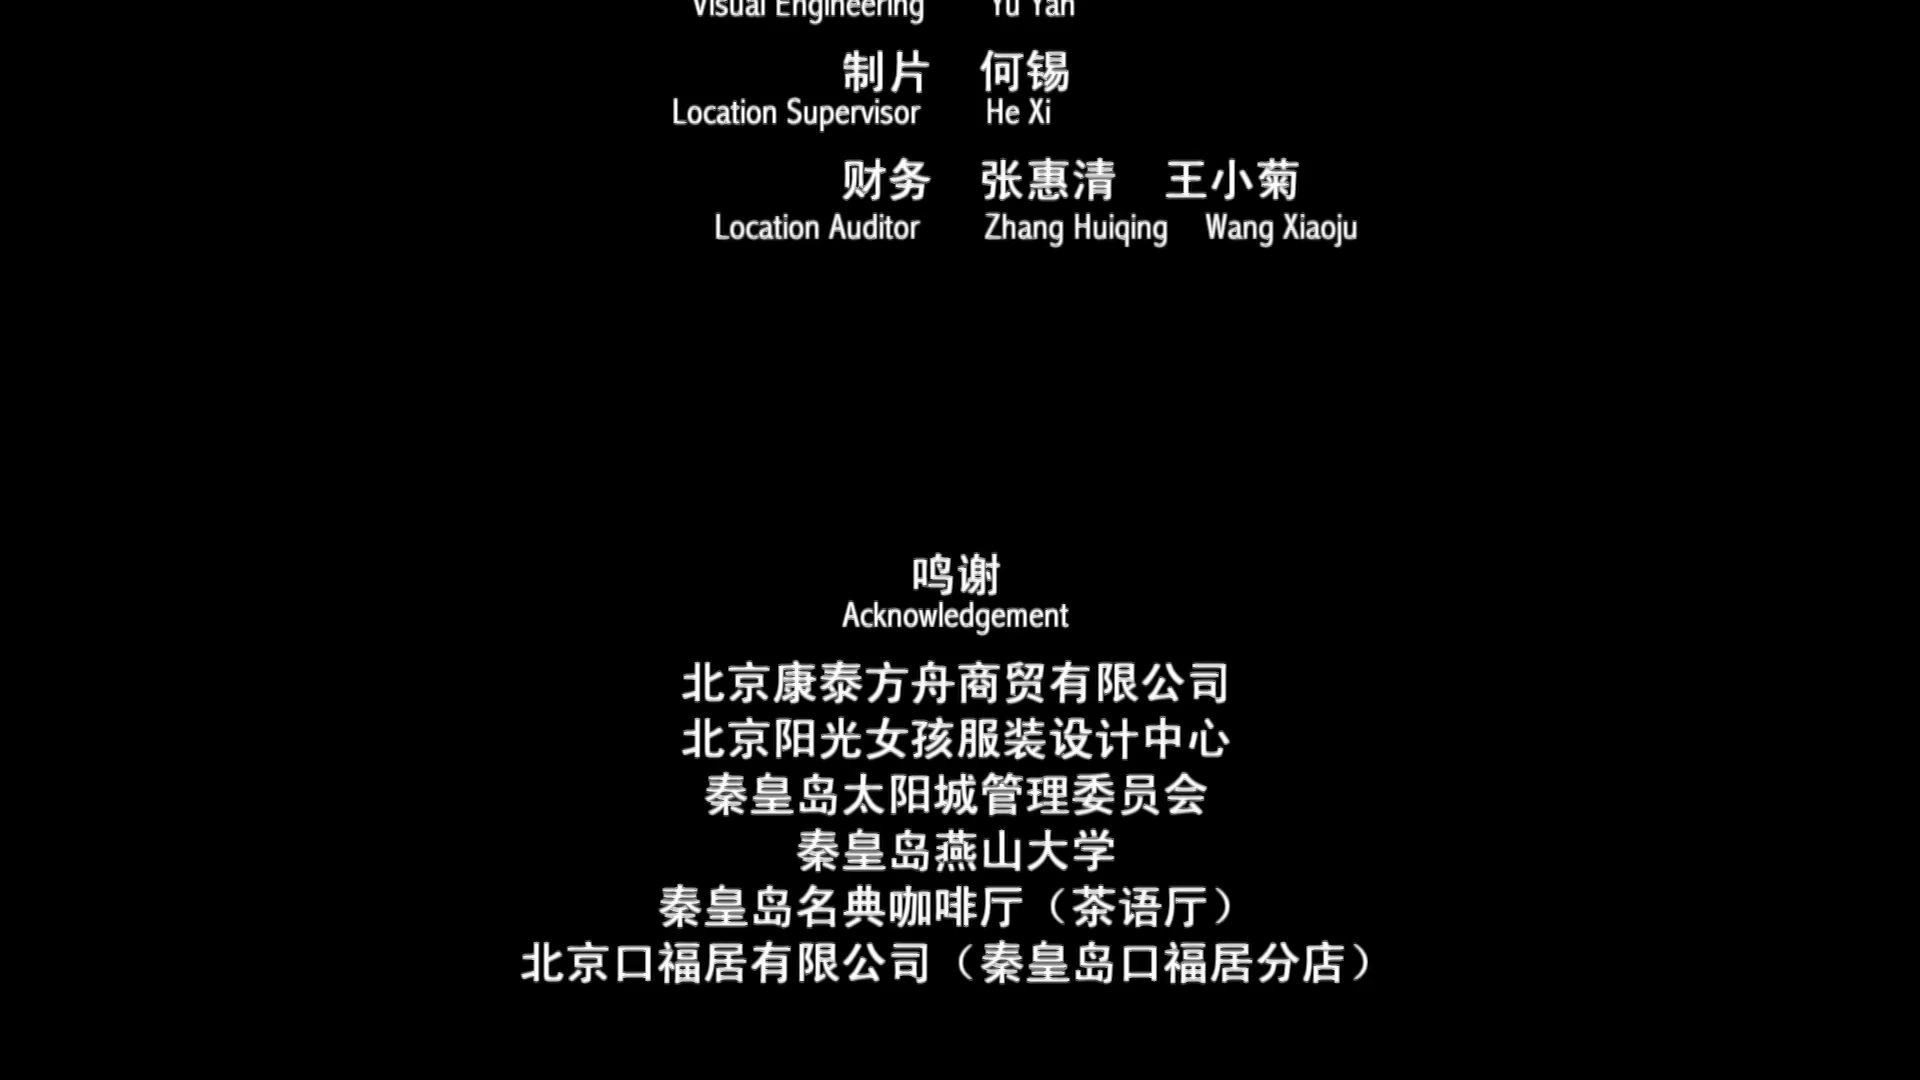 Visual Engineering Yu Yan
制片 何锡
Location Supervisor He Xi
财务 张惠清 王小菊
Location Auditor Zhang Huiqing Wang Xiaoju
鸣谢
Acknowledgement
北京康泰方舟商贸有限公司
北京阳光女孩服装设计中心
秦皇岛太阳城管理委员会
秦皇岛燕山大学
秦皇岛名典咖啡厅（茶语厅）
北京口福居有限公司（秦皇岛口福居分店）